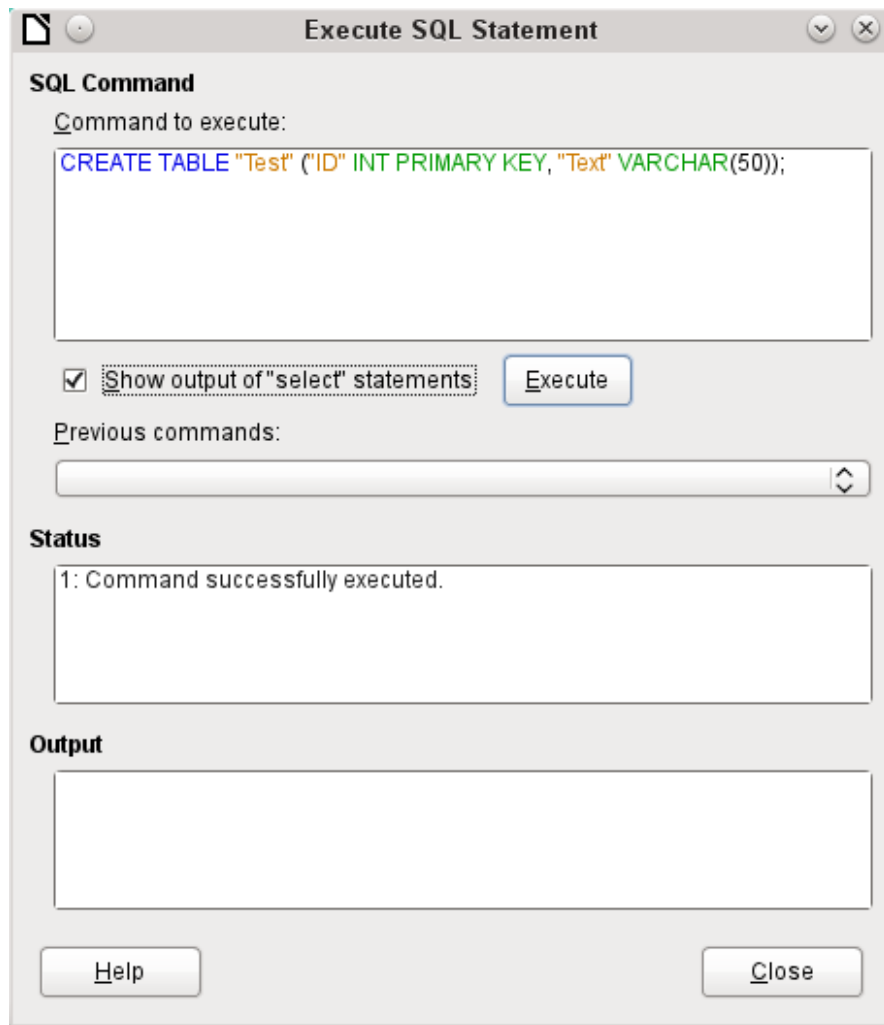 Execute SQL Statement
SQL Command
Command to execute:
CREATE TABLE "Test" ("ID" INT PRIMARY KEY, "Text" VARCHAR(50));
Show output of "select" statements
Execute
Previous commands:
Status
1: Command successfully executed.
Output
Help
Close